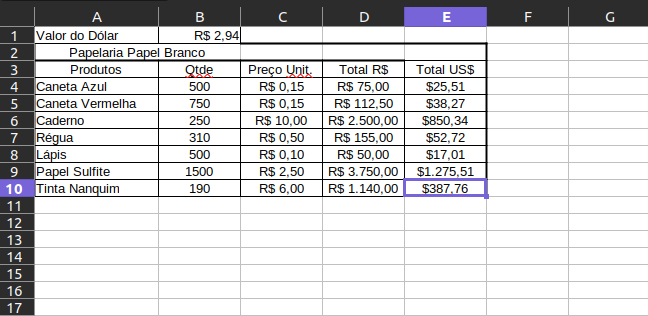 A B C D E F G
1 Valor do Dólar R$ 2,94
2 Papelaria Papel Branco
3 Produtos Qtde Preço Unit. Total R$ Total US$
4 Caneta Azul 500 R$ 0,15 R$ 75,00 $25,51
5 Caneta Vermelha 750 R$ 0,15 R$ 112,50 $38,27
6 Caderno 250 R$ 10,00 R$ 2.500,00 $850,34
7 Régua 310 R$ 0,50 R$ 155,00 $52,72
8 Lápis 500 R$ 0,10 R$ 50,00 $17,01
9 Papel Sulfite 1500 R$ 2,50 R$ 3.750,00 $1.275,51
10 Tinta Nanquim 190 R$ 6,00 R$ 1.140,00 $387,76
11
12
13
14
15
16
17